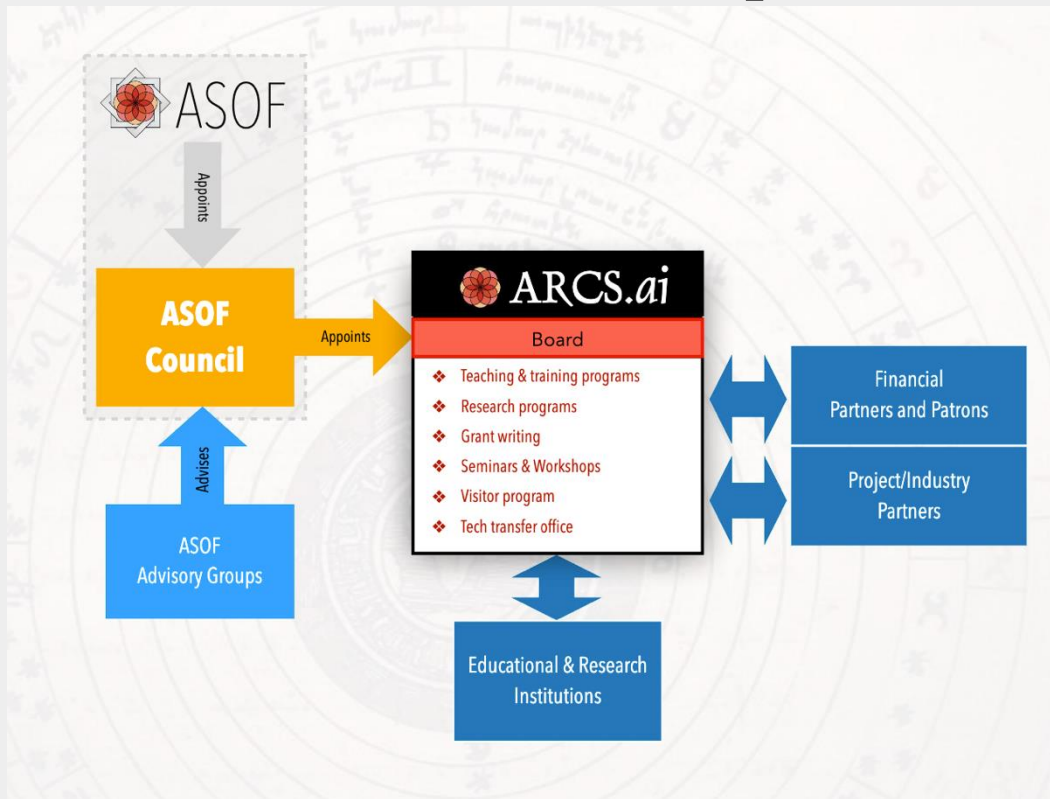 ASOF
Appoints
ASOF
Council
Appoints
Advises
ASOF
Advisory Groups
ARCS.ai
Board
❖ Teaching & training programs
❖ Research programs
❖ Grant writing
❖ Seminars & Workshops
❖ Visitor program
❖ Tech transfer office
Financial
Partners and Patrons
Project/Industry
Partners
Educational & Research
Institutions